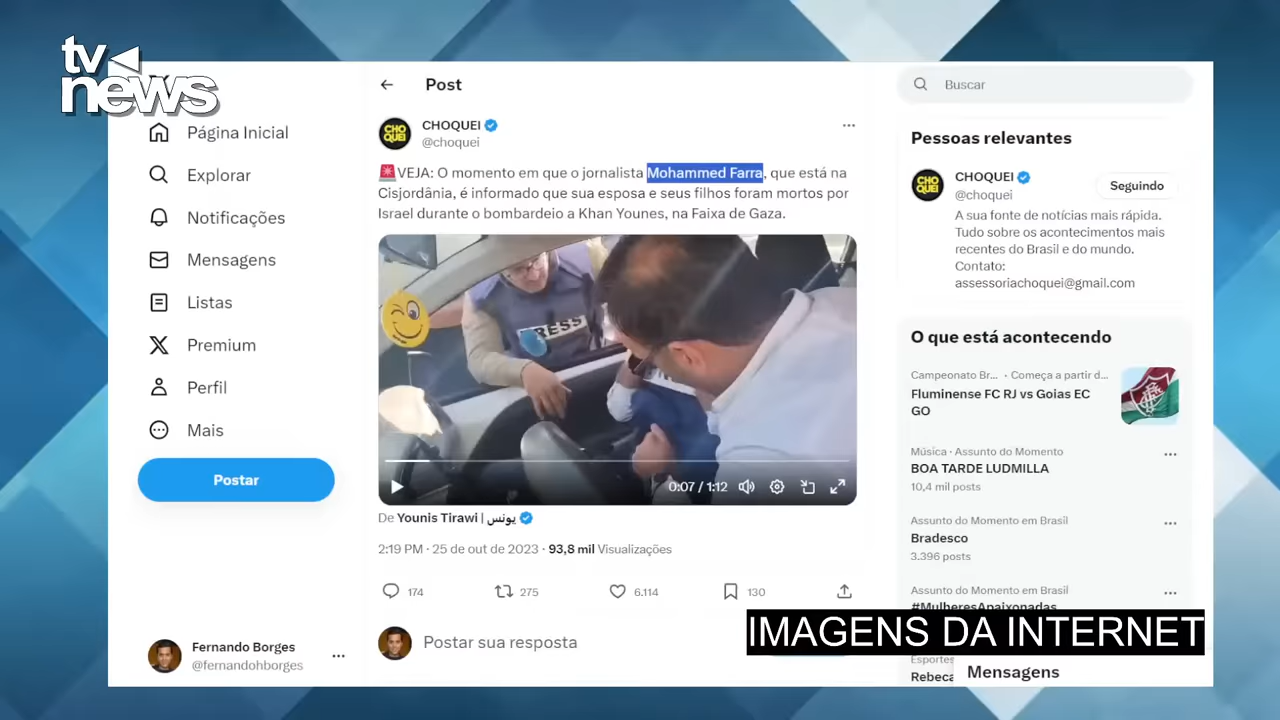 tv
news
Página Inicial
Explorar
Notificações
Mensagens
Listas
Premium
Perfil
Mais
Postar
Fernando Borges
@fernandohborges
Post
CHOQUEI
@choquei
VEJA: O momento em que o jornalista Mohammed Farra, que está na
Cisjordânia, é informado que sua esposa e seus filhos foram mortos por
Israel durante o bombardeio a Khan Younes, na Faixa de Gaza.
PRESS
0:07 / 1:12
De Younis Tirawi | يونس
2:19 PM · 25 de out de 2023 · 93,8 mil Visualizações
174 275 6.114 130
Postar sua resposta
Buscar
Pessoas relevantes
CHOQUEI
@choquei
Seguindo
A sua fonte de notícias mais rápida.
Tudo sobre os acontecimentos mais
recentes do Brasil e do mundo.
Contato:
assessoriachoquei@gmail.com
O que está acontecendo
Campeonato Br... · Começa a partir d...
Fluminense FC RJ vs Goias EC
GO
Música · Assunto do Momento
BOA TARDE LUDMILLA
10,4 mil posts
Assunto do Momento em Brasil
Bradesco
3.396 posts
Assunto do Momento em Brasil
#MulheresApaixonadas
IMAGENS DA INTERNET
Esportes
Rebeca
Mensagens